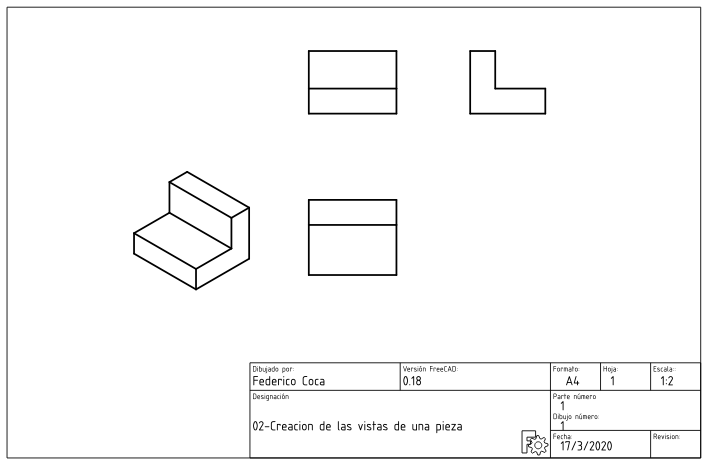 Dibujado por:
Federico Coca
Versión FreeCAD:
0.18
Formato:
A4
Hoja:
1
Escala:
1:2
Designación
02-Creacion de las vistas de una pieza
Parte número
1
Dibujo número:
1
Fecha:
17/3/2020
Revision: